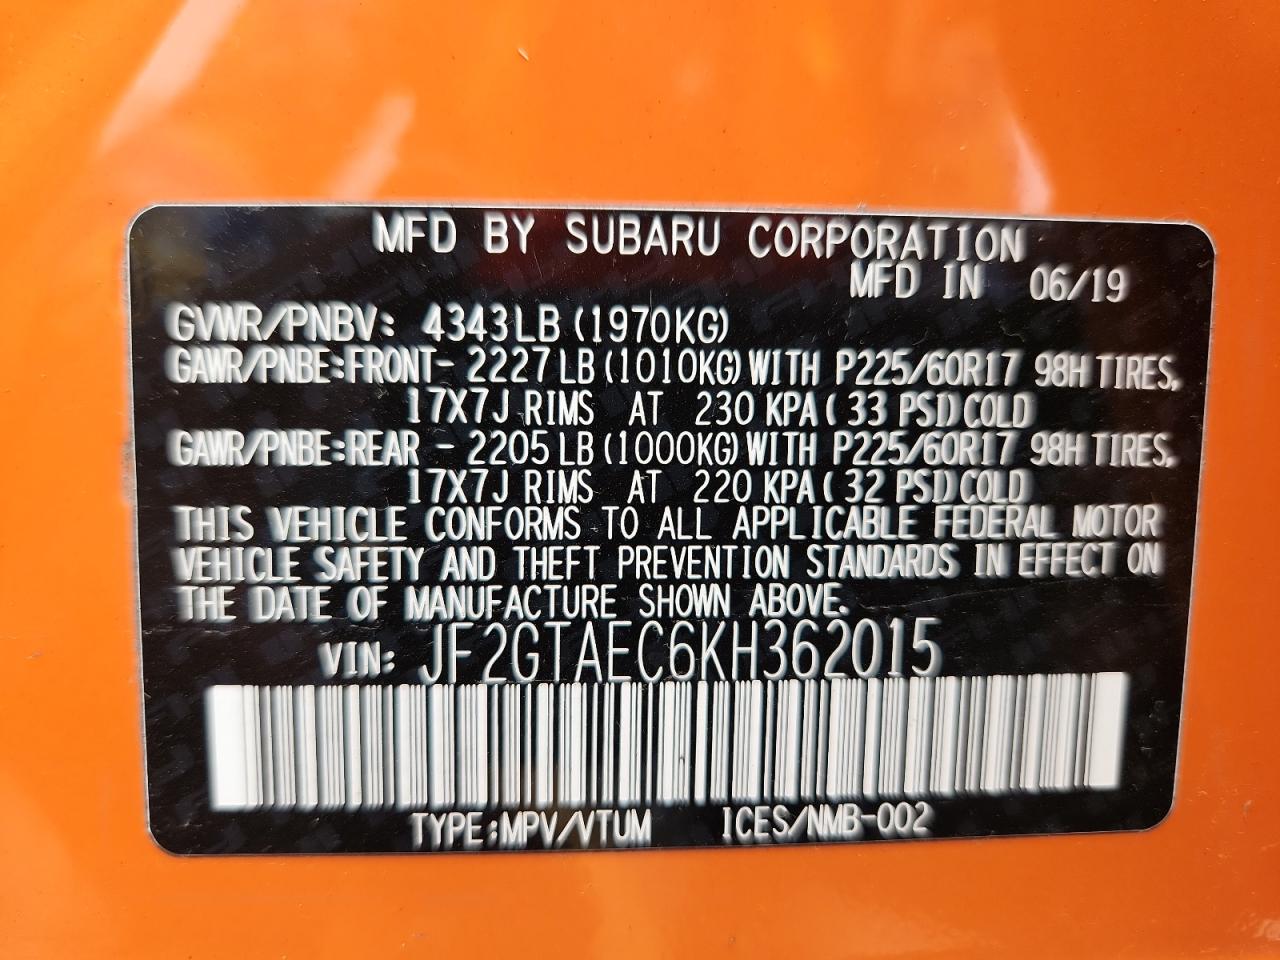 MFD BY SUBARU CORPORATION
MFD IN 06/19
GVWR/PNBV: 4343LB (1970KG)
GAWR/PNBE:FRONT- 2227LB (1010KG) WITH P225/60R17 98H TIRES,
17X7J RIMS AT 230 KPA ( 33 PSI) COLD
GAWR/PNBE:REAR - 2205LB (1000KG) WITH P225/60R17 98H TIRES,
17X7J RIMS AT 220 KPA ( 32 PSI) COLD
THIS VEHICLE CONFORMS TO ALL APPLICABLE FEDERAL MOTOR
VEHICLE SAFETY AND THEFT PREVENTION STANDARDS IN EFFECT ON
THE DATE OF MANUFACTURE SHOWN ABOVE.
VIN: JF2GTAEC6KH362015
TYPE:MPV/VTUM ICES/NMB-002